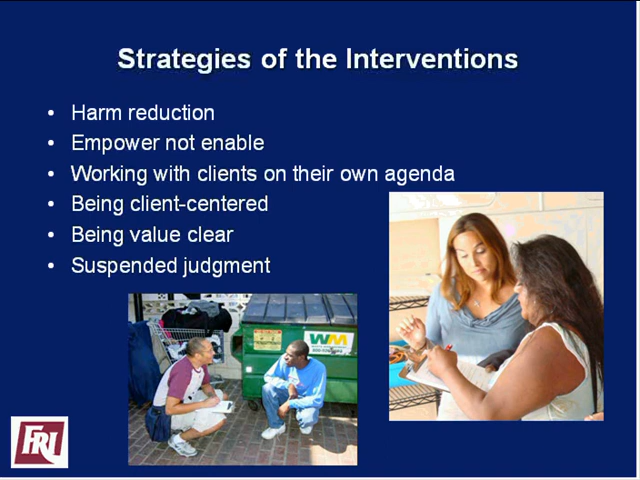 Strategies of the Interventions
• Harm reduction
• Empower not enable
• Working with clients on their own agenda
• Being client-centered
• Being value clear
• Suspended judgment
WM
FRI